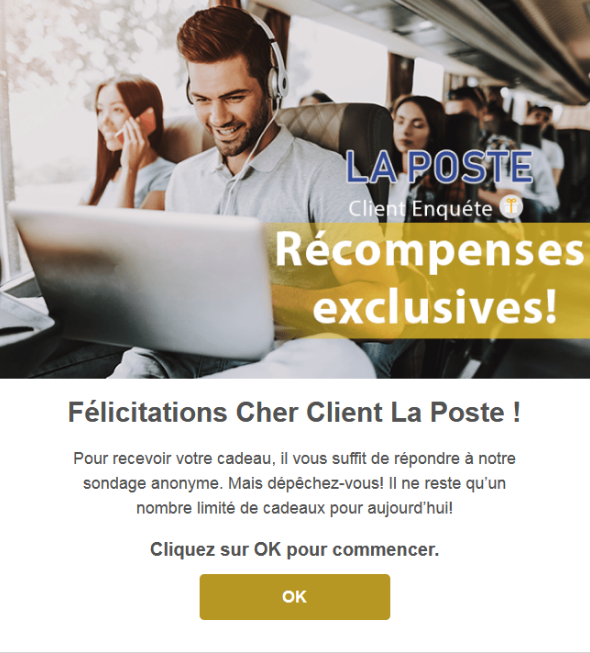 LA POSTE
Client Enquéte
Récompenses
exclusives!
Félicitations Cher Client La Poste !
Pour recevoir votre cadeau, il vous suffit de répondre à notre
sondage anonyme. Mais dépêchez-vous! Il ne reste qu’un
nombre limité de cadeaux pour aujourd’hui!
Cliquez sur OK pour commencer.
OK